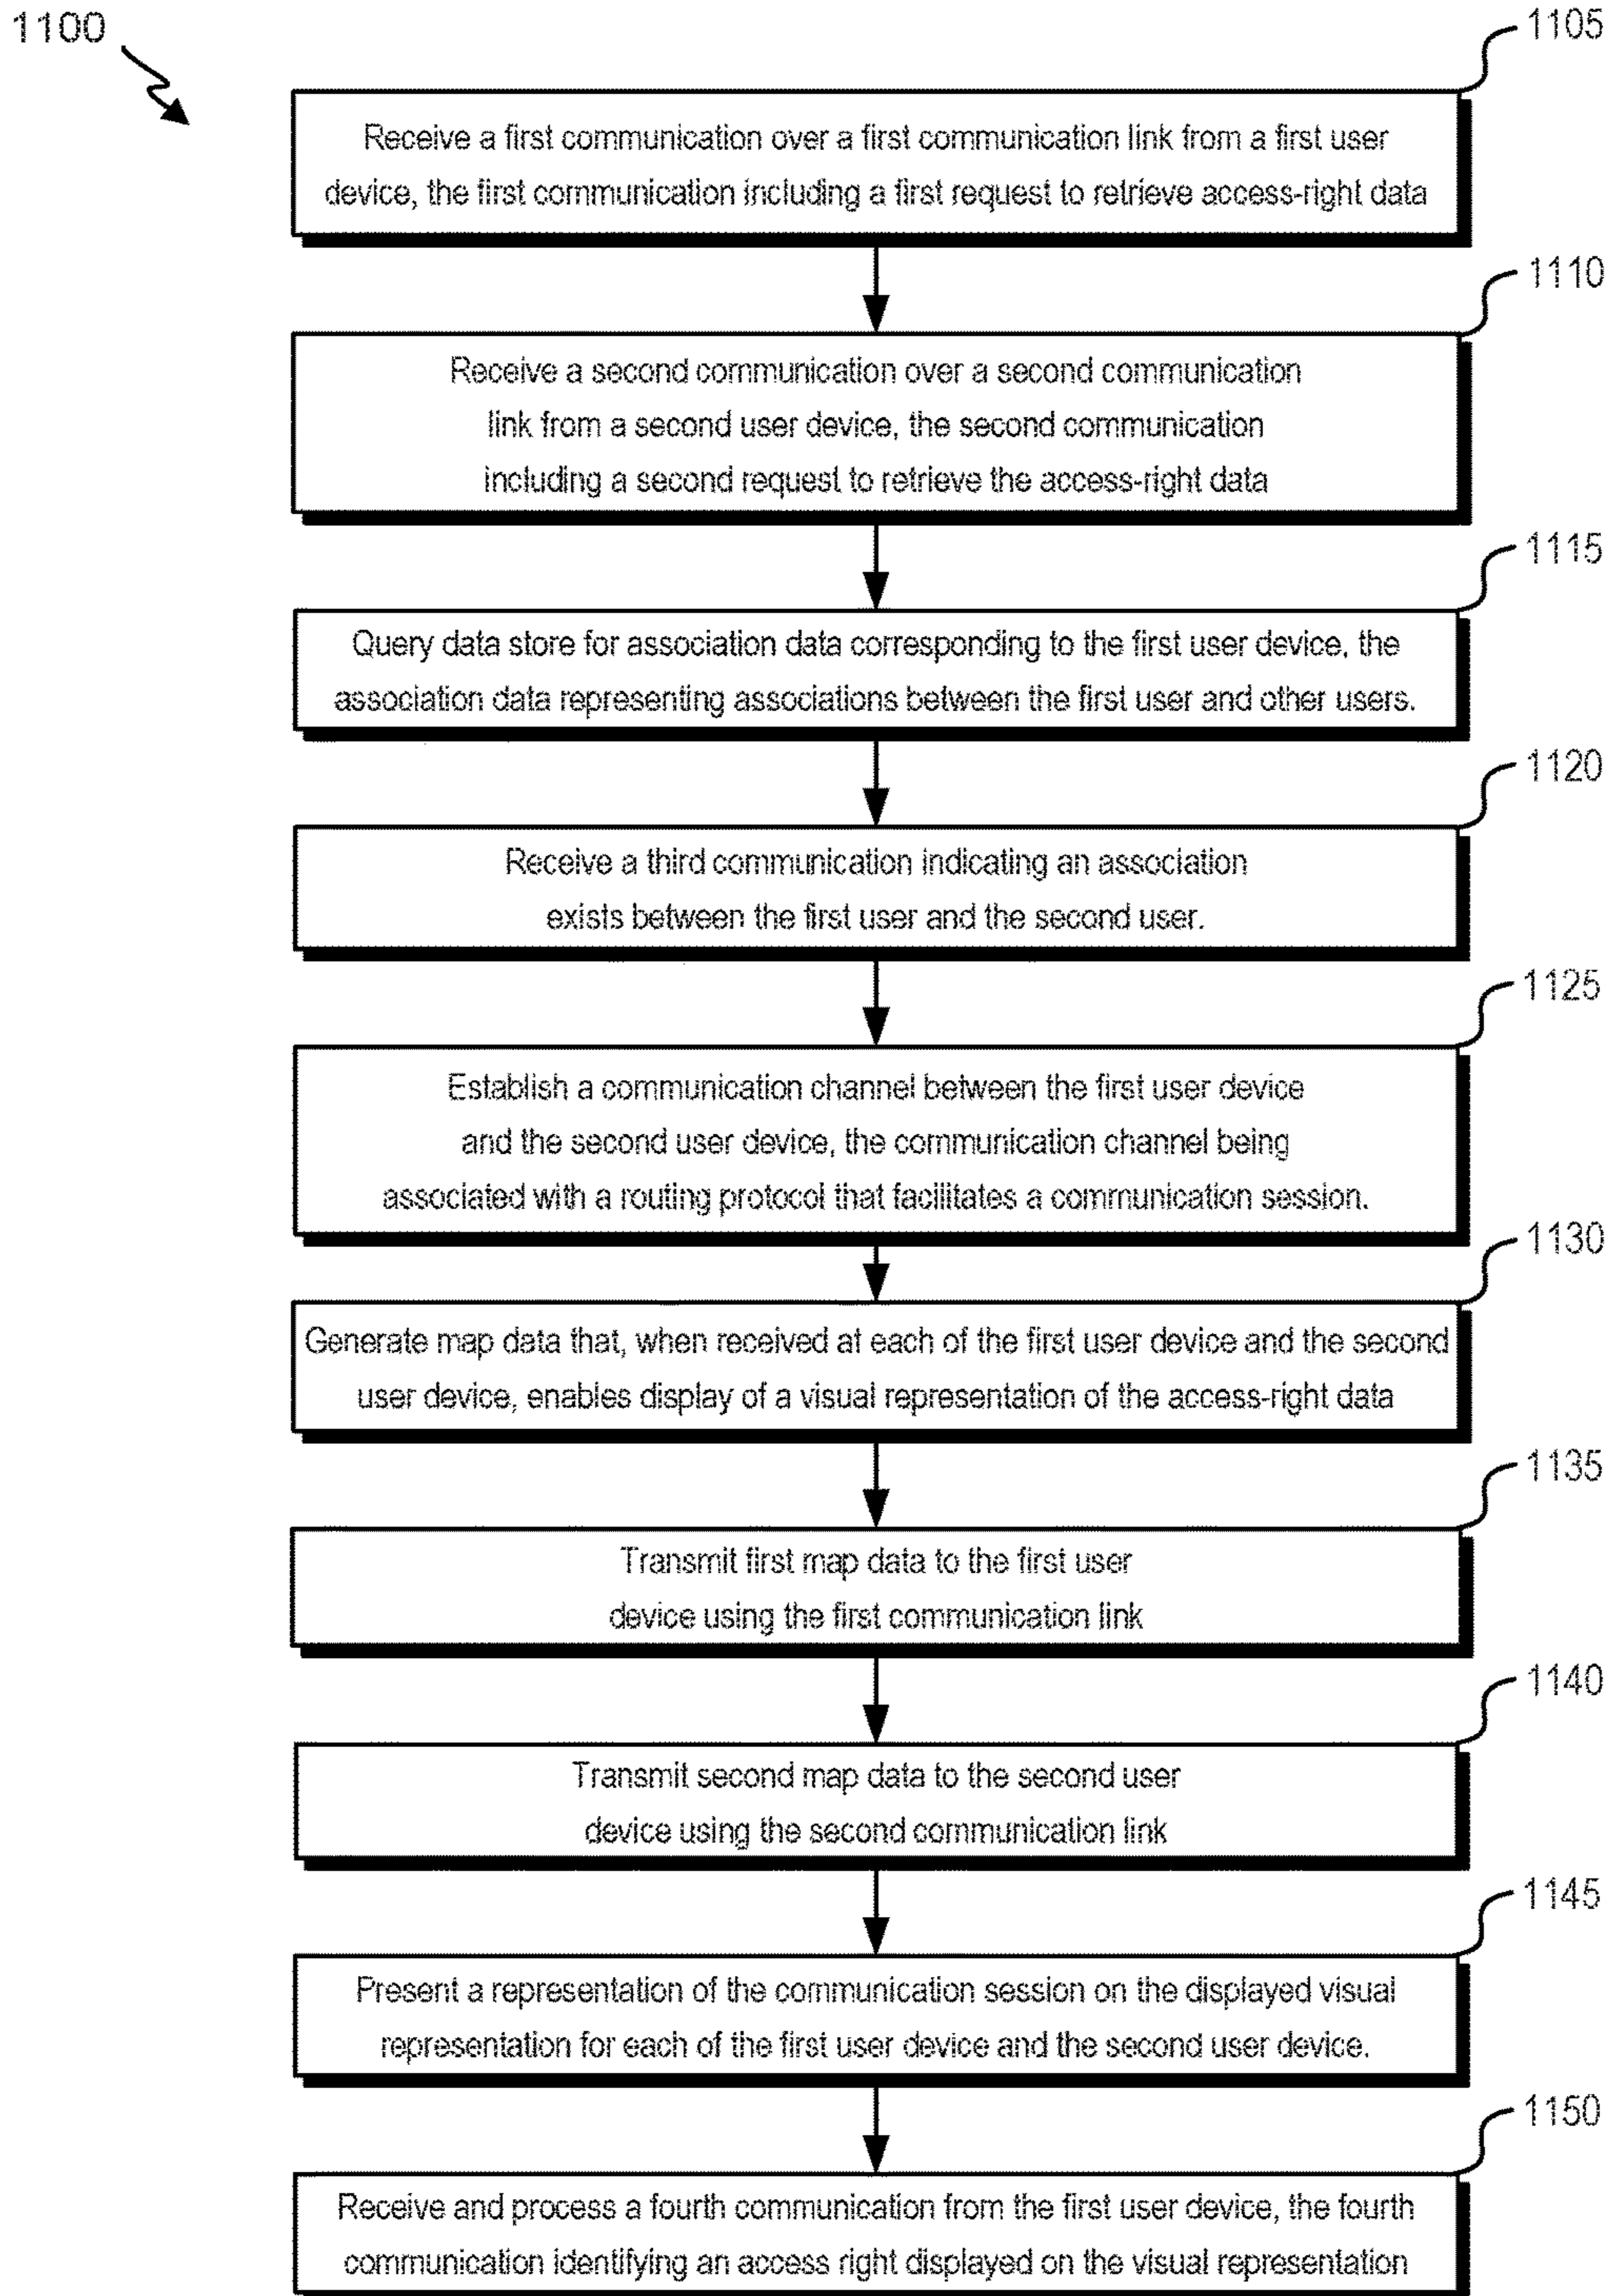 1100
1105
Receive a first communication over a first communication link from a first user
device, the first communication including a first request to retrieve access-right data
1110
Receive a second communication over a second communication
link from a second user device, the second communication
including a second request to retrieve the access-right data
1115
Query data store for association data corresponding to the first user device, the
association data representing associations between the first user and other users.
1120
Receive a third communication indicating an association
exists between the first user and the second user.
1125
Establish a communication channel between the first user device
and the second user device, the communication channel being
associated with a routing protocol that facilitates a communication session.
1130
Generate map data that, when received at each of the first user device and the second
user device, enables display of a visual representation of the access-right data
1135
Transmit first map data to the first user
device using the first communication link
1140
Transmit second map data to the second user
device using the second communication link
1145
Present a representation of the communication session on the displayed visual
representation for each of the first user device and the second user device.
1150
Receive and process a fourth communication from the first user device, the fourth
communication identifying an access right displayed on the visual representation